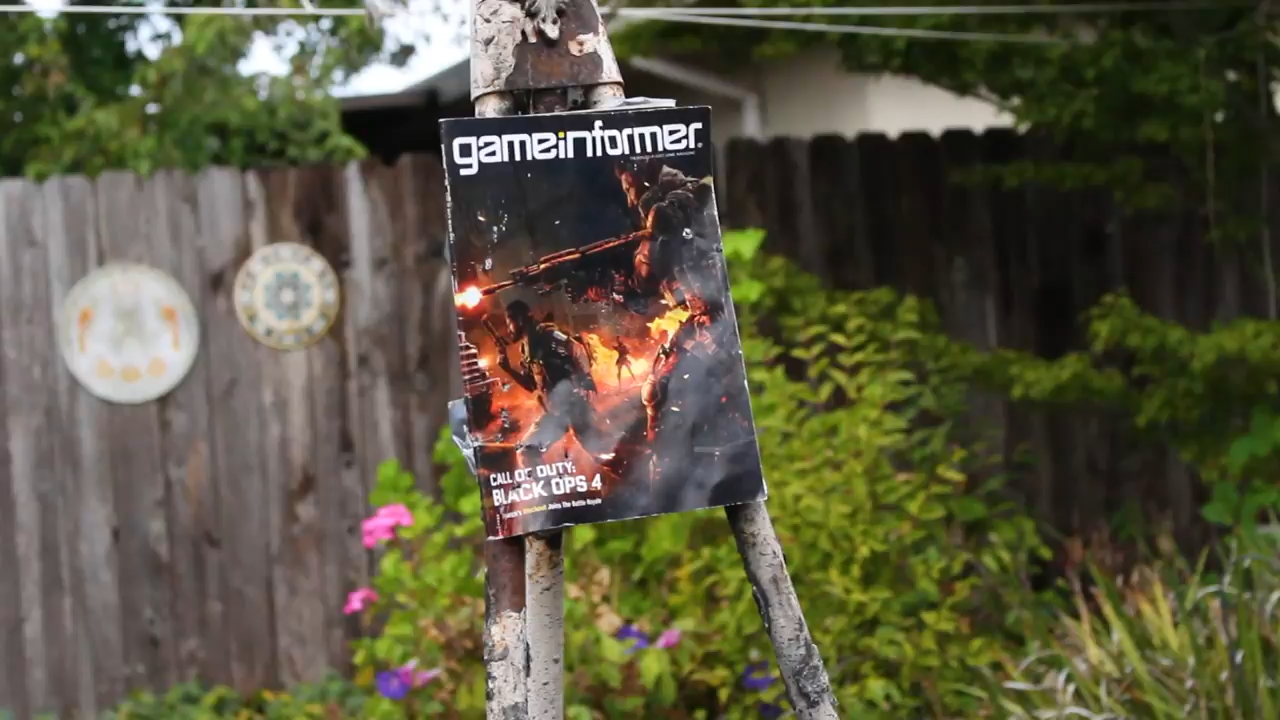 gameinformer
CALL OF DUTY:
BLACK OPS 4
Joins The Battle Royale